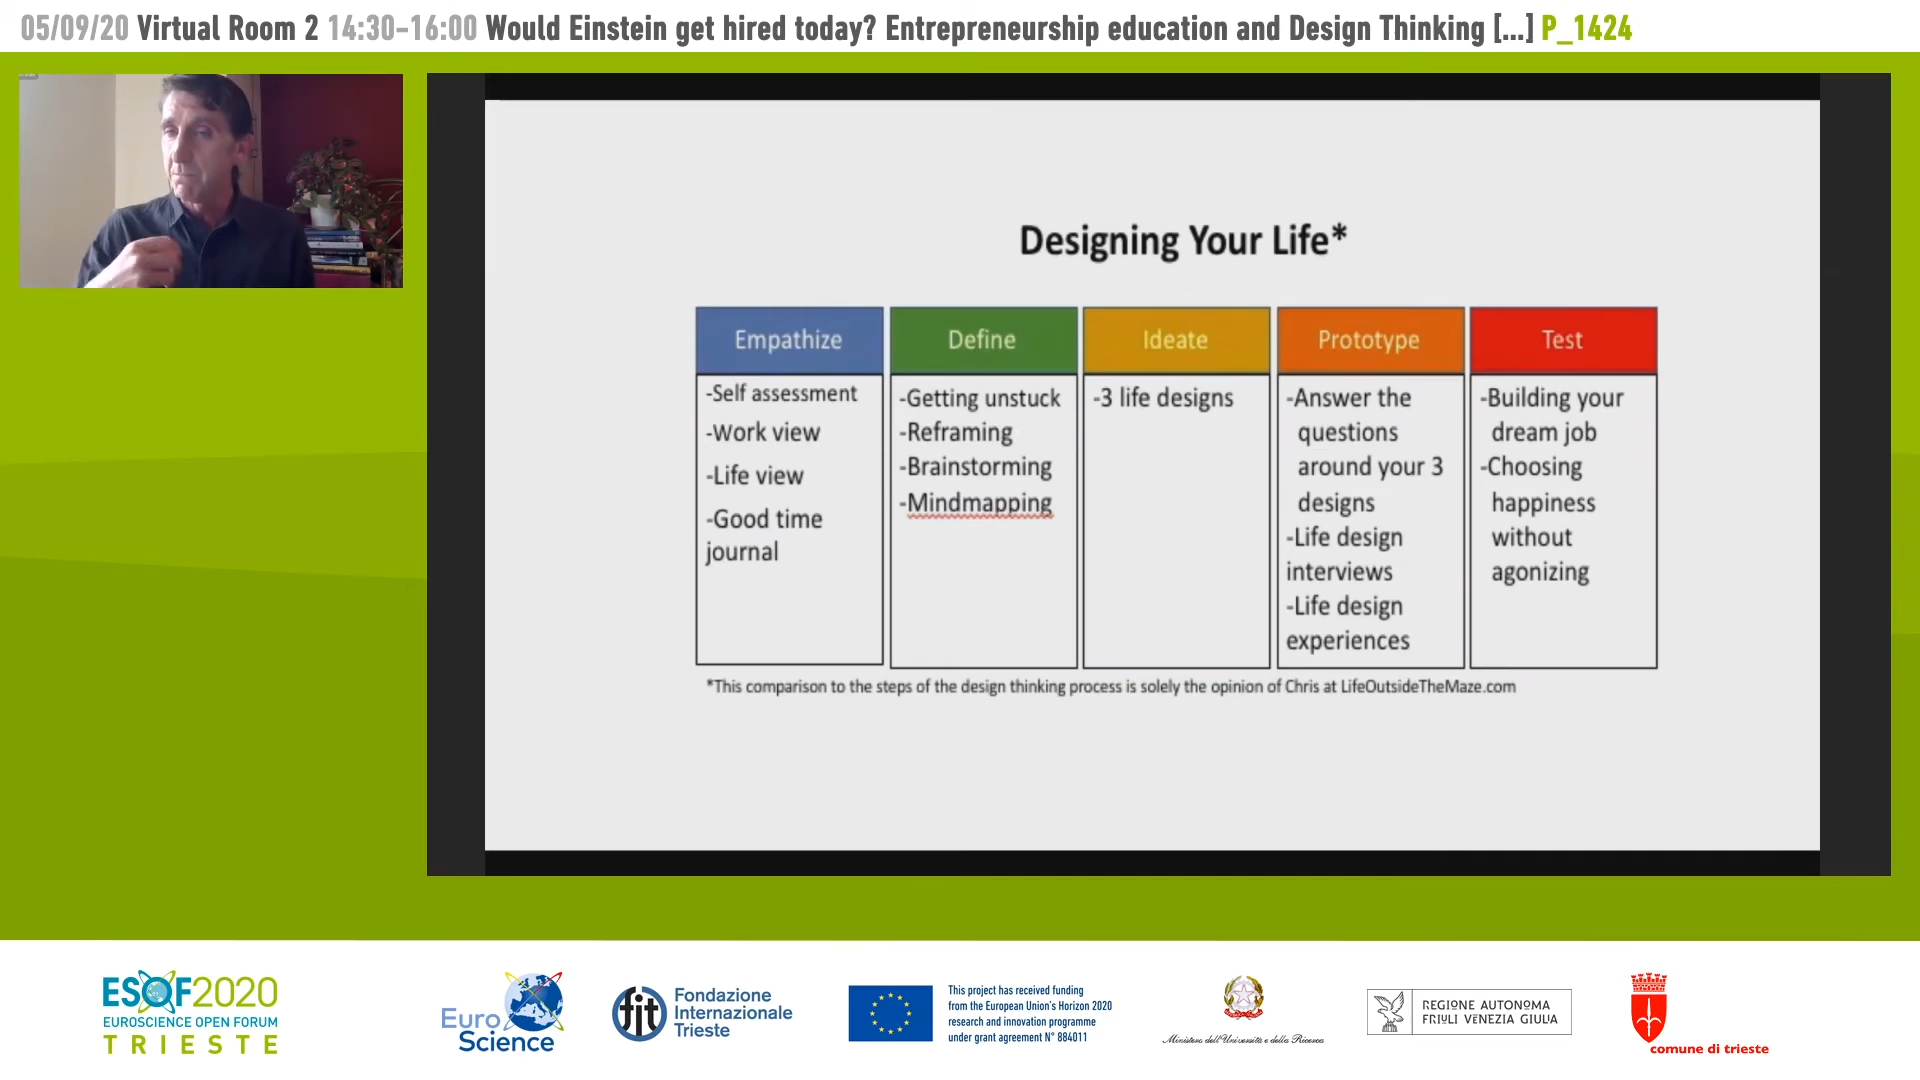 05/09/20 Virtual Room 2 14:30-16:00 Would Einstein get hired today? Entrepreneurship education and Design Thinking [...] P_1424
Designing Your Life*
Empathize
-Self assessment
-Work view
-Life view
-Good time
journal
Define
-Getting unstuck
-Reframing
-Brainstorming
-Mindmapping
Ideate
-3 life designs
Prototype
-Answer the
questions
around your 3
designs
-Life design
interviews
-Life design
experiences
Test
-Building your
dream job
-Choosing
happiness
without
agonizing
*This comparison to the steps of the design thinking process is solely the opinion of Chris at LifeOutsideTheMaze.com
ESOF2020
EUROSCIENCE OPEN FORUM
TRIESTE
Euro
Science
fit
Fondazione
Internazionale
Trieste
This project has received funding
from the European Union's Horizon 2020
research and innovation programme
under grant agreement N° 884011
Ministero dell'Università e della Ricerca
REGIONE AUTONOMA
FRIULI VENEZIA GIULIA
comune di trieste